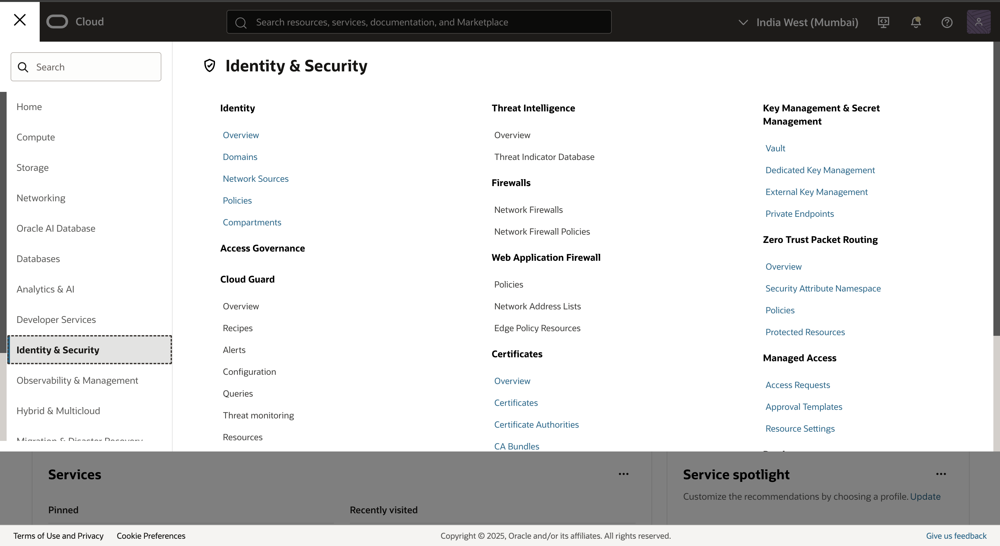 Cloud
Search resources, services, documentation, and Marketplace
India West (Mumbai)
Search
Home
Compute
Storage
Networking
Oracle AI Database
Databases
Analytics & AI
Developer Services
Identity & Security
Observability & Management
Hybrid & Multicloud
Migration & Disaster Recovery
Identity & Security
Identity
Overview
Domains
Network Sources
Policies
Compartments
Access Governance
Cloud Guard
Overview
Recipes
Alerts
Configuration
Queries
Threat monitoring
Resources
Threat Intelligence
Overview
Threat Indicator Database
Firewalls
Network Firewalls
Network Firewall Policies
Web Application Firewall
Policies
Network Address Lists
Edge Policy Resources
Certificates
Overview
Certificates
Certificate Authorities
CA Bundles
Key Management & Secret
Management
Vault
Dedicated Key Management
External Key Management
Private Endpoints
Zero Trust Packet Routing
Overview
Security Attribute Namespace
Policies
Protected Resources
Managed Access
Access Requests
Approval Templates
Resource Settings
Services
Pinned
Recently visited
Service spotlight
Customize the recommendations by choosing a profile. Update
Terms of Use and Privacy
Cookie Preferences
Copyright © 2025, Oracle and/or its affiliates. All rights reserved.
Give us feedback